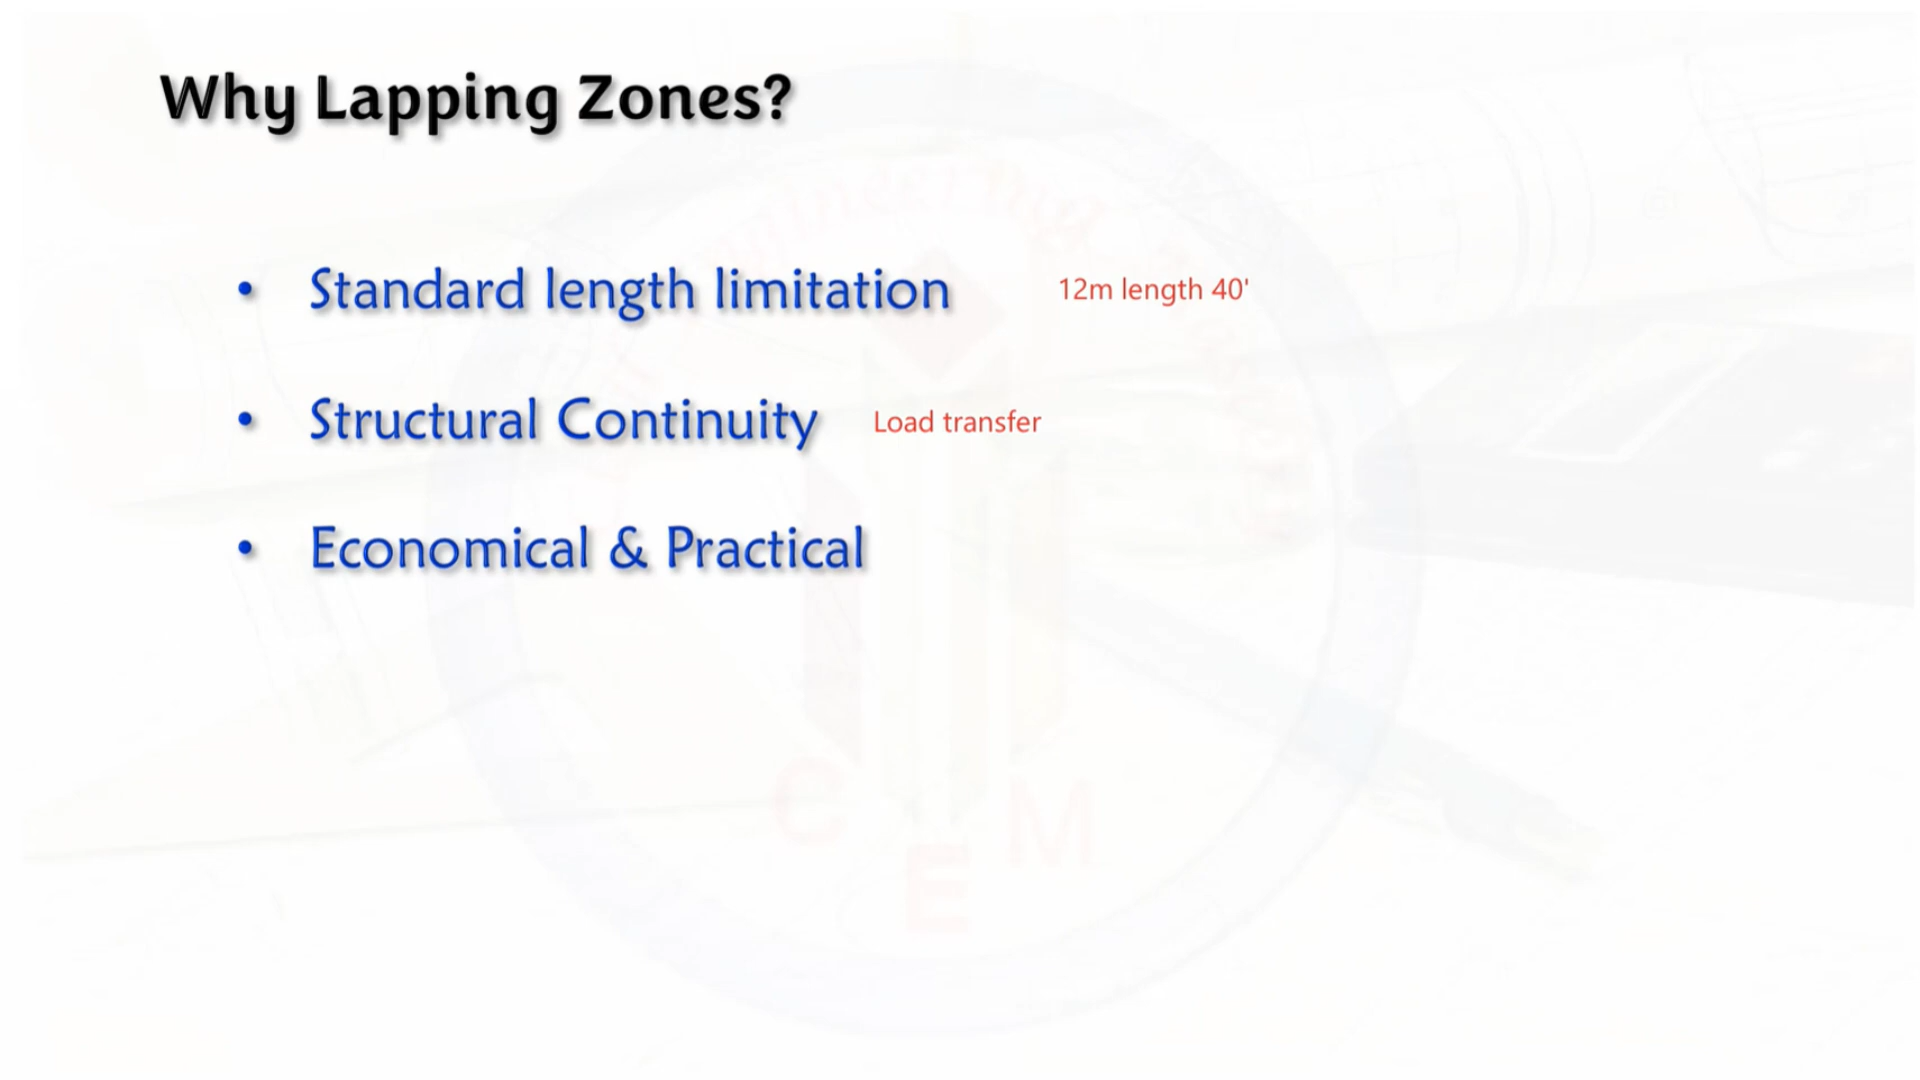 Why Lapping Zones?
• Standard length limitation 12m length 40'
• Structural Continuity Load transfer
• Economical & Practical
C E M